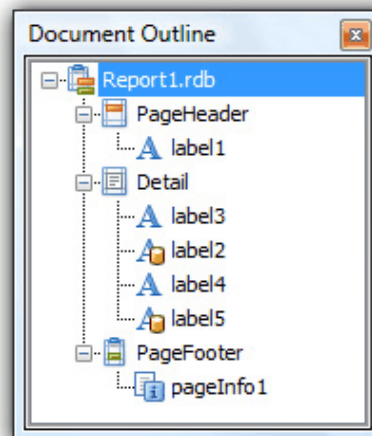 Document Outline
Report1.rdb
PageHeader
label1
Detail
label3
label2
label4
label5
PageFooter
pageInfo1